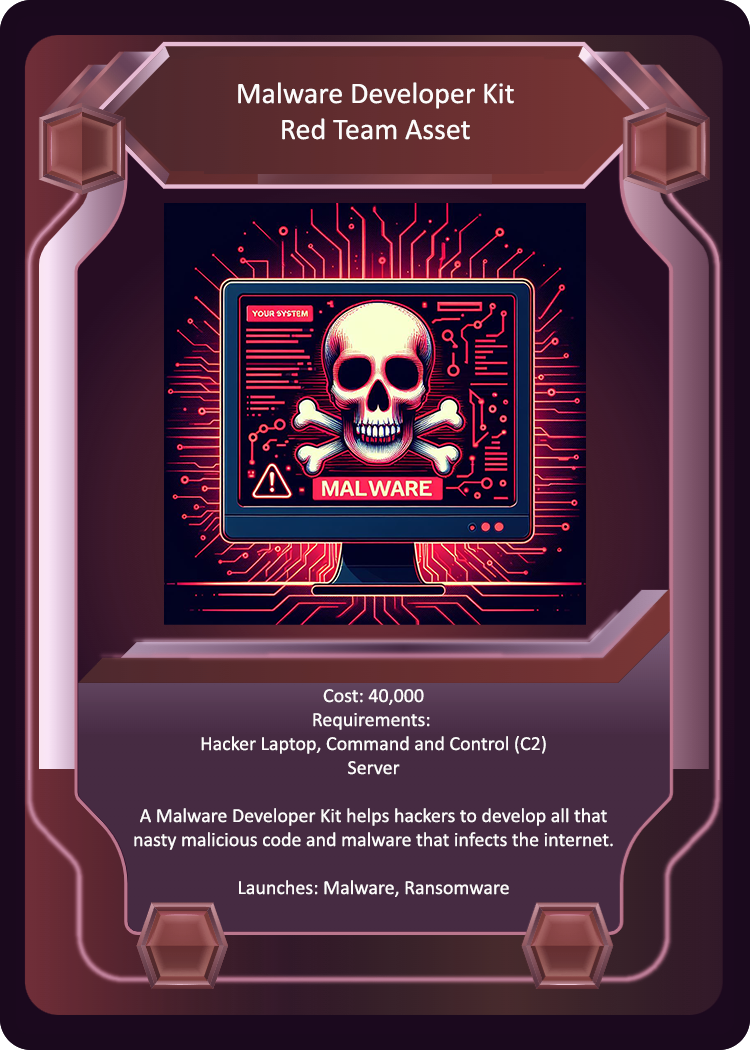 Malware Developer Kit
Red Team Asset
YOUR SYSTEM
MALWARE
Cost: 40,000
Requirements:
Hacker Laptop, Command and Control (C2)
Server
A Malware Developer Kit helps hackers to develop all that
nasty malicious code and malware that infects the internet.
Launches: Malware, Ransomware